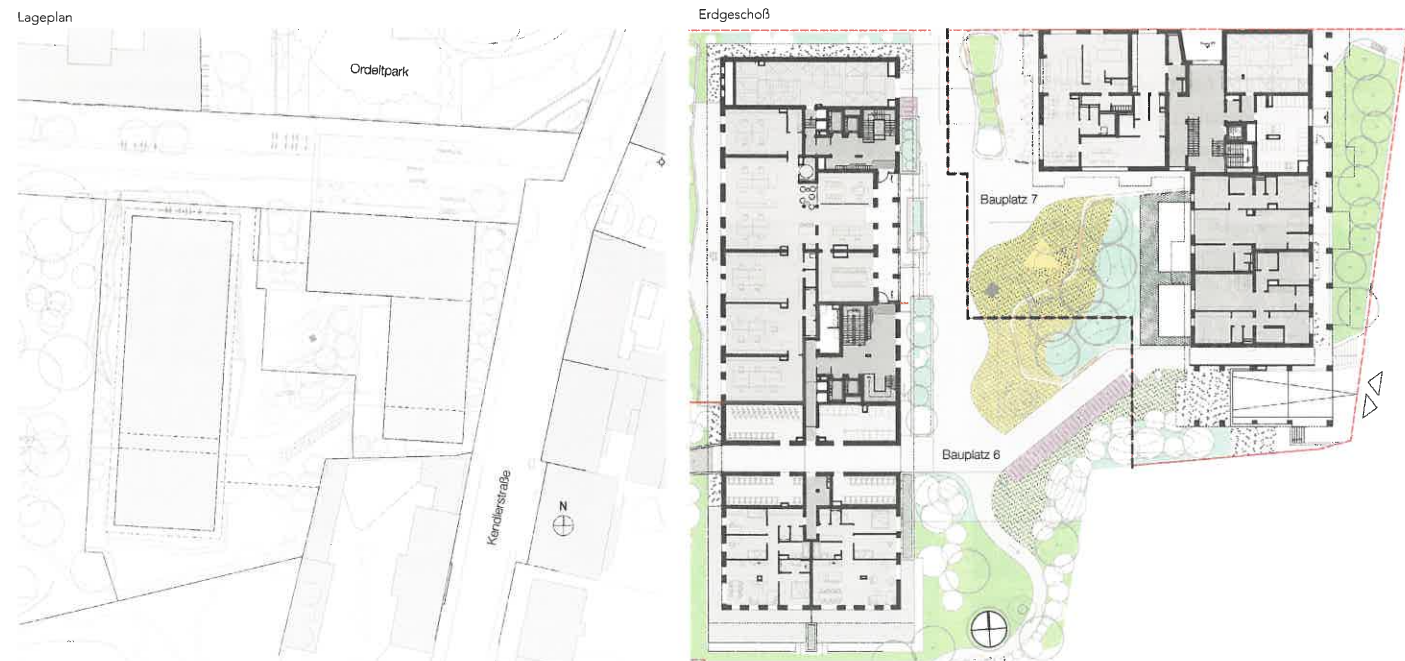 Lageplan
Erdgeschoß
Ordeltpark
Bauplatz 7
Bauplatz 6
Kendlerstraße
N